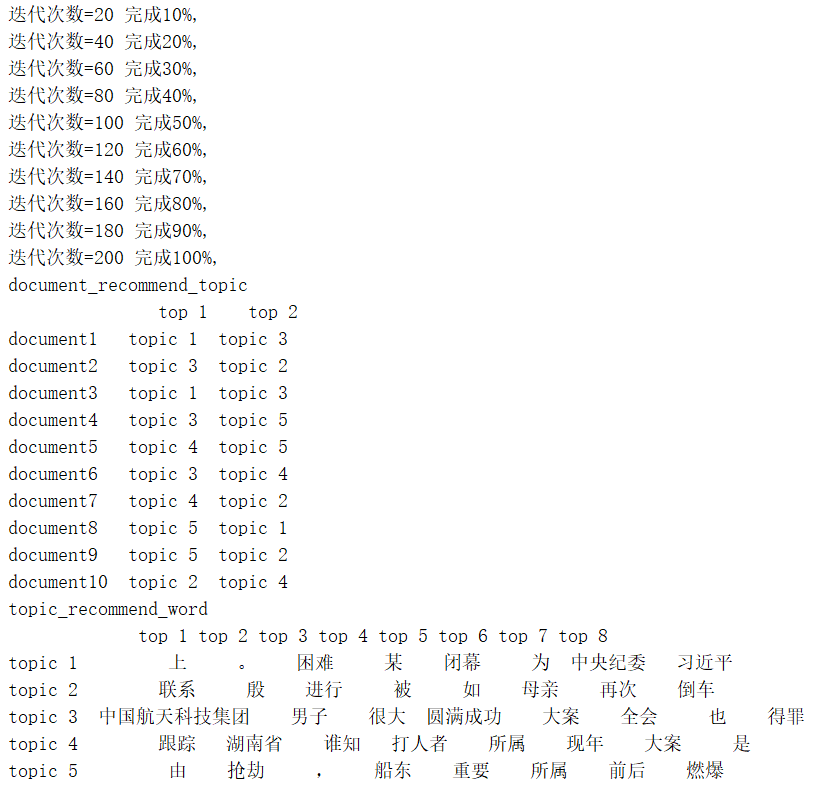 迭代次数=20 完成10%,
迭代次数=40 完成20%,
迭代次数=60 完成30%,
迭代次数=80 完成40%,
迭代次数=100 完成50%,
迭代次数=120 完成60%,
迭代次数=140 完成70%,
迭代次数=160 完成80%,
迭代次数=180 完成90%,
迭代次数=200 完成100%,
document_recommend_topic
top 1 top 2
document1 topic 1 topic 3
document2 topic 3 topic 2
document3 topic 1 topic 3
document4 topic 3 topic 5
document5 topic 4 topic 5
document6 topic 3 topic 4
document7 topic 4 topic 2
document8 topic 5 topic 1
document9 topic 5 topic 2
document10 topic 2 topic 4
topic_recommend_word
top 1 top 2 top 3 top 4 top 5 top 6 top 7 top 8
topic 1 上 。 困难 某 闭幕 为 中央纪委 习近平
topic 2 联系 殷 进行 被 如 母亲 再次 倒车
topic 3 中国航天科技集团 男子 很大 圆满成功 大案 全会 也 得罪
topic 4 跟踪 湖南省 谁知 打人者 所属 现年 大案 是
topic 5 由 抢劫 , 船东 重要 所属 前后 燃爆